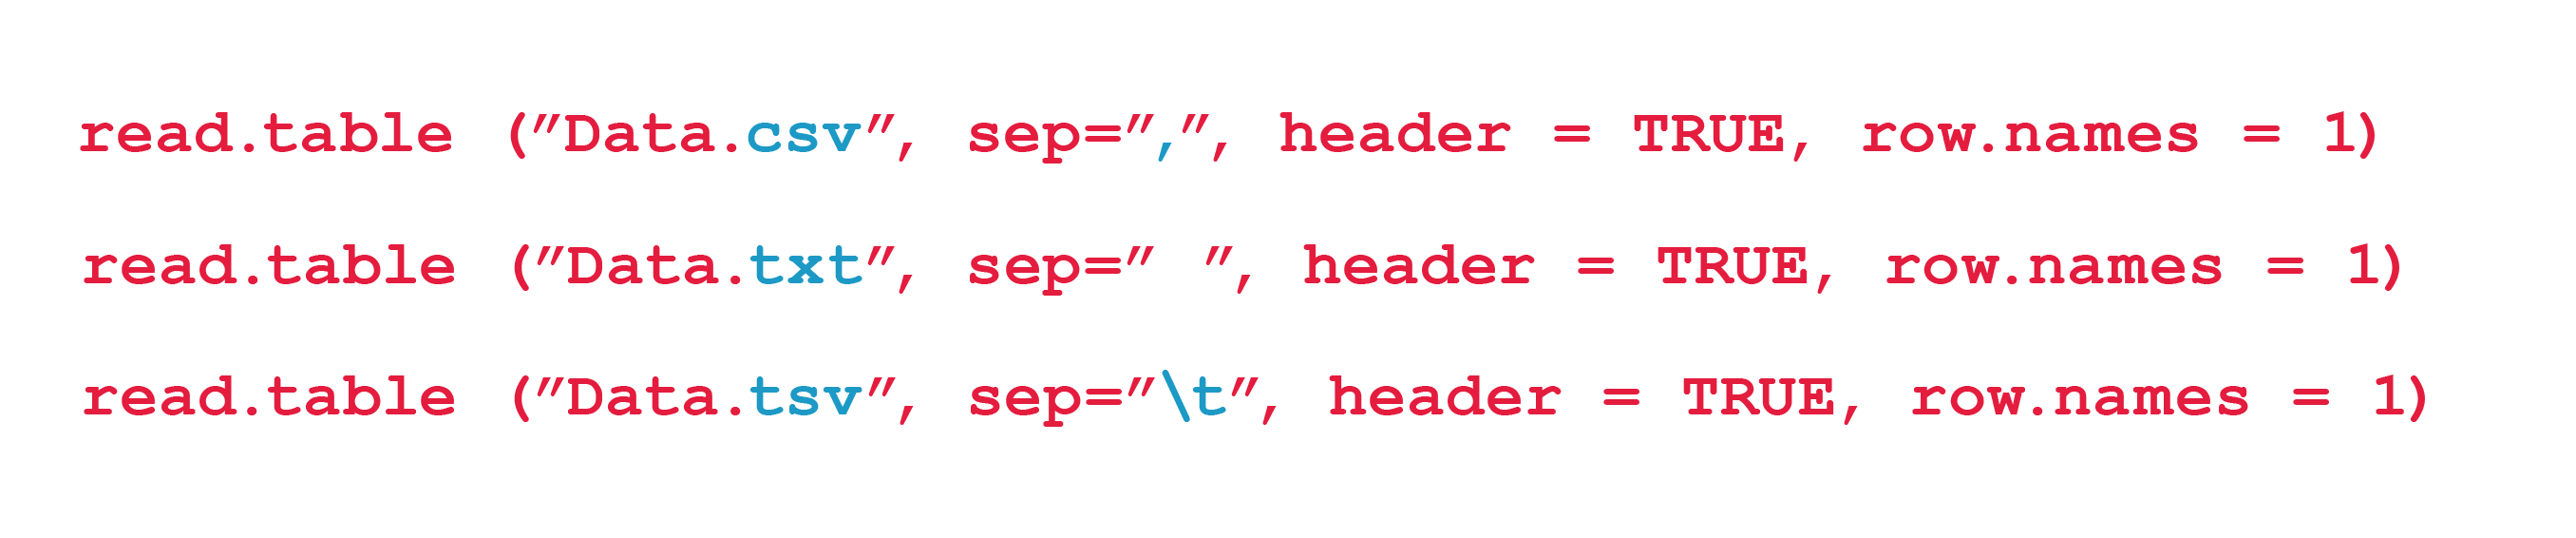 read.table (”Data.csv”, sep=”,”, header = TRUE, row.names = 1)
read.table (”Data.txt”, sep=” ”, header = TRUE, row.names = 1)
read.table (”Data.tsv”, sep=”\t”, header = TRUE, row.names = 1)